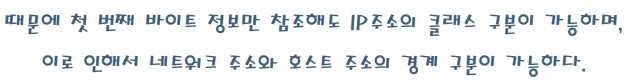 때문에 첫 번째 바이트 정보만 참조해도 IP주소의 클래스 구분이 가능하며,
이로 인해서 네트워크 주소와 호스트 주소의 경계 구분이 가능하다.